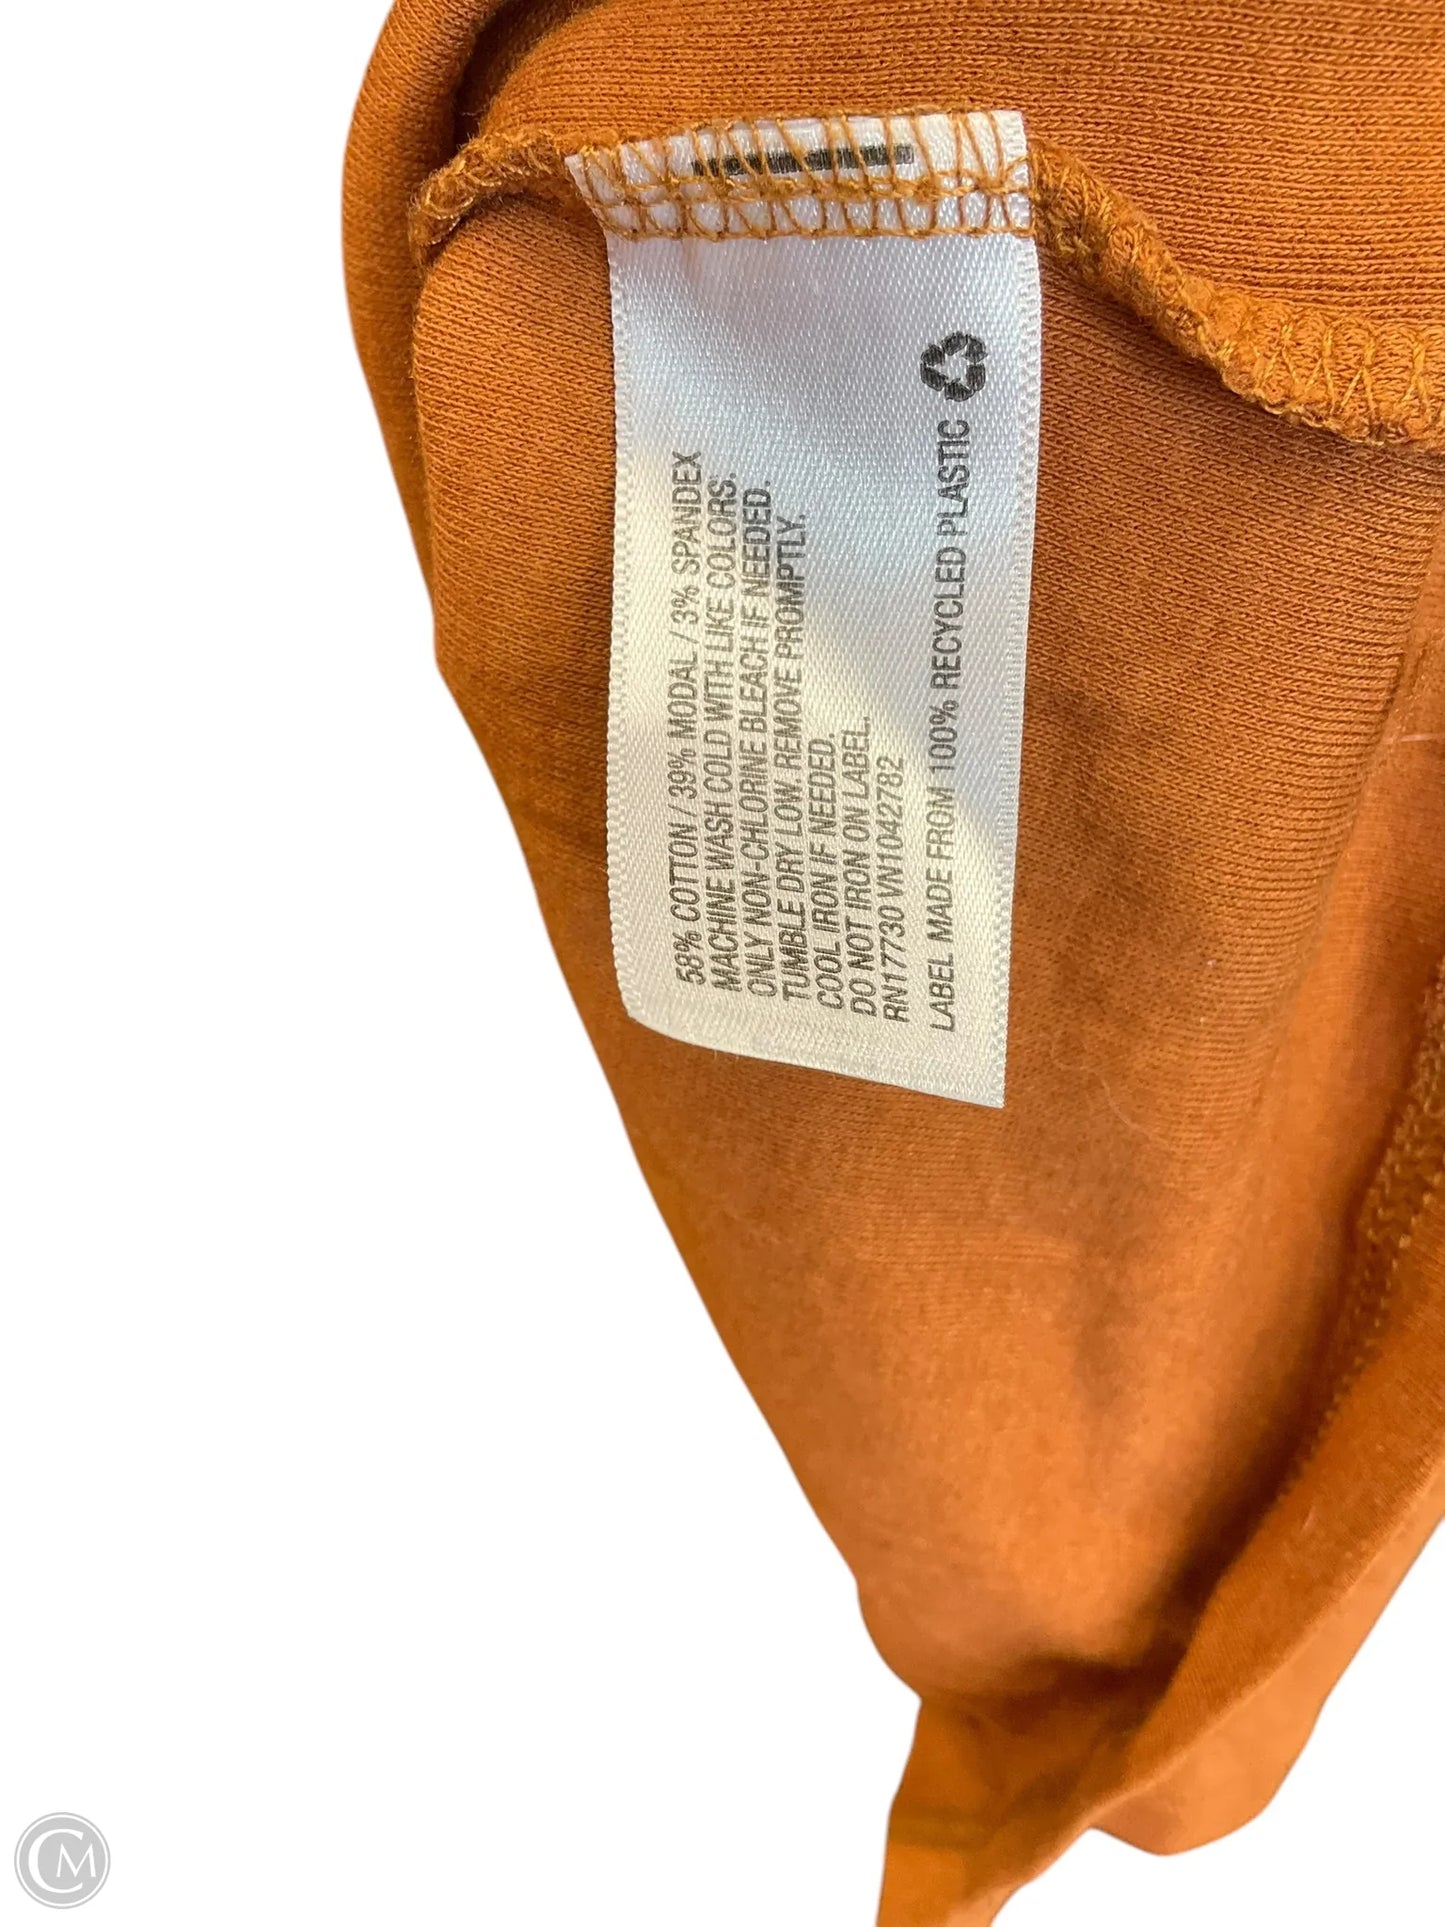 58% COTTON / 39% MODAL / 3% SPANDEX
MACHINE WASH COLD WITH LIKE COLORS.
ONLY NON-CHLORINE BLEACH IF NEEDED.
TUMBLE DRY LOW. REMOVE PROMPTLY.
COOL IRON IF NEEDED.
DO NOT IRON ON LABEL.
RN17730 VN1042782
LABEL MADE FROM 100% RECYCLED PLASTIC
CM